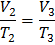 V₂/T₂ = V₃/T₃